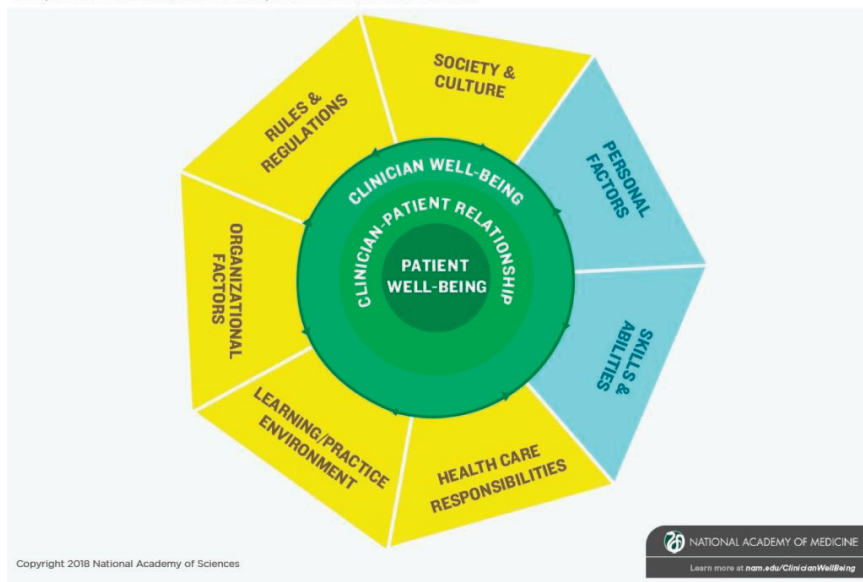 SOCIETY &
CULTURE
PERSONAL
FACTORS
SKILLS &
ABILITIES
HEALTH CARE
RESPONSIBILITIES
LEARNING/PRACTICE
ENVIRONMENT
ORGANIZATIONAL
FACTORS
RULES &
REGULATIONS
CLINICIAN WELL-BEING
CLINICIAN-PATIENT RELATIONSHIP
PATIENT
WELL-BEING
NATIONAL ACADEMY OF MEDICINE
Learn more at nam.edu/ClinicianWellBeing
Copyright 2018 National Academy of Sciences